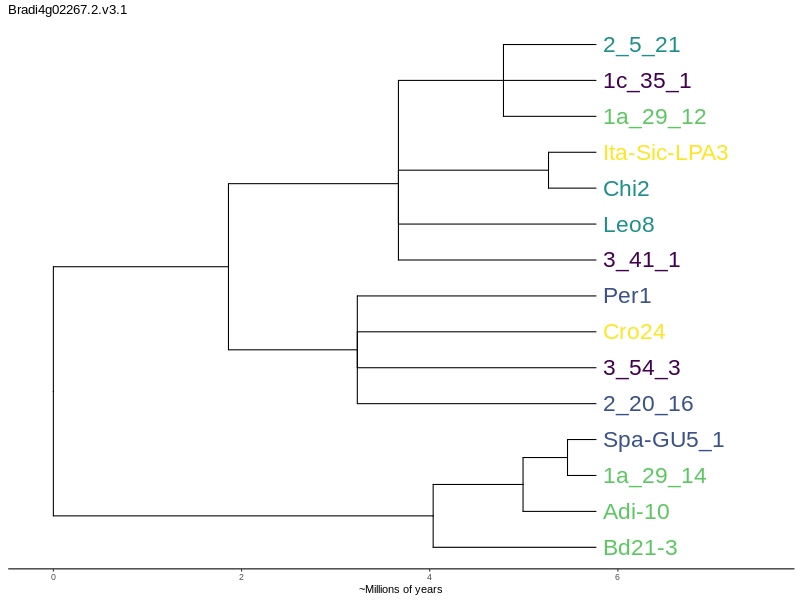 Bradi4g02267.2.v3.1
2_5_21
1c_35_1
1a_29_12
Ita-Sic-LPA3
Chi2
Leo8
3_41_1
Per1
Cro24
3_54_3
2_20_16
Spa-GU5_1
1a_29_14
Adi-10
Bd21-3
0 2 4 6
~Millions of years